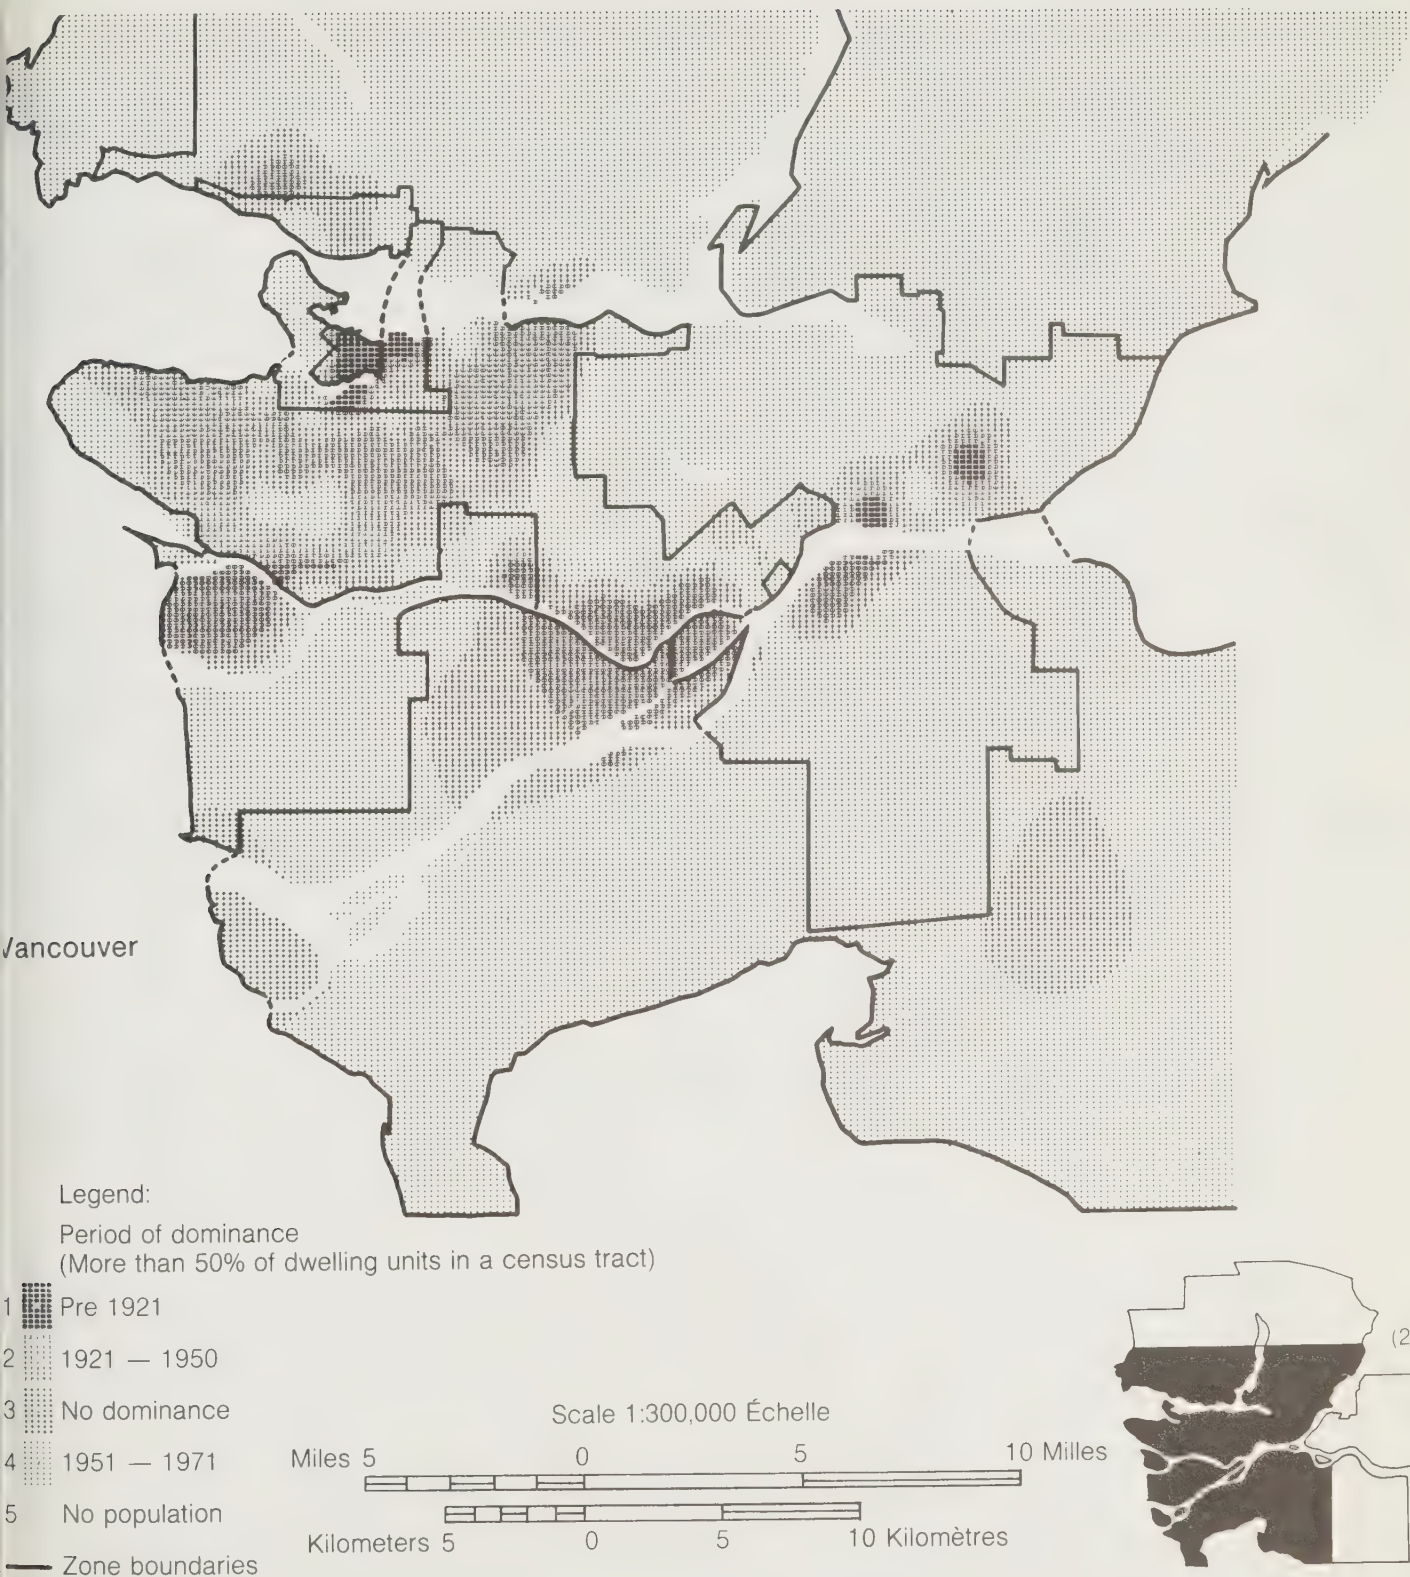 Vancouver
Legend:
Period of dominance
(More than 50% of dwelling units in a census tract)
1 Pre 1921
2 1921 — 1950
3 No dominance
4 1951 — 1971
5 No population
Zone boundaries
Scale 1:300,000 Échelle
Miles 5 0 5 10 Milles
Kilometers 5 0 5 10 Kilomètres
(2